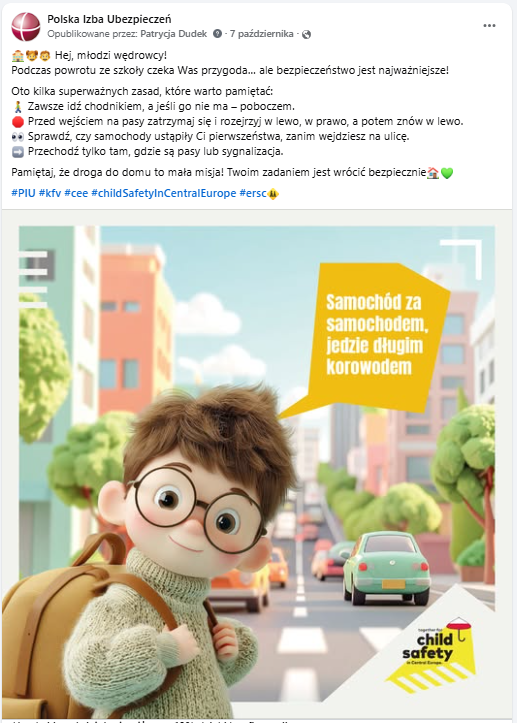 Polska Izba Ubezpieczeń
Opublikowane przez: Patrycja Dudek · 7 października ·
🏫🧒👦 Hej, młodzi wędrowcy!
Podczas powrotu ze szkoły czeka Was przygoda... ale bezpieczeństwo jest najważniejsze!
Oto kilka superważnych zasad, które warto pamiętać:
🚶 Zawsze idź chodnikiem, a jeśli go nie ma – poboczem.
🛑 Przed wejściem na pasy zatrzymaj się i rozejrzyj w lewo, w prawo, a potem znów w lewo.
👀 Sprawdź, czy samochody ustąpiły Ci pierwszeństwa, zanim wejdziesz na ulicę.
➡️ Przechodź tylko tam, gdzie są pasy lub sygnalizacja.
Pamiętaj, że droga do domu to mała misja! Twoim zadaniem jest wrócić bezpiecznie🏠💚
#PIU #kfv #cee #childSafetyInCentralEurope #ersc
Samochód za
samochodem,
jedzie długim
korowodem
together for
child
safety
in Central Europe.